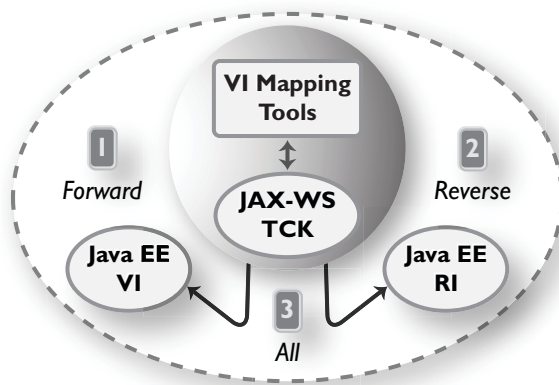 VI Mapping
Tools
1
Forward
2
Reverse
JAX-WS
TCK
Java EE
VI
Java EE
RI
3
All